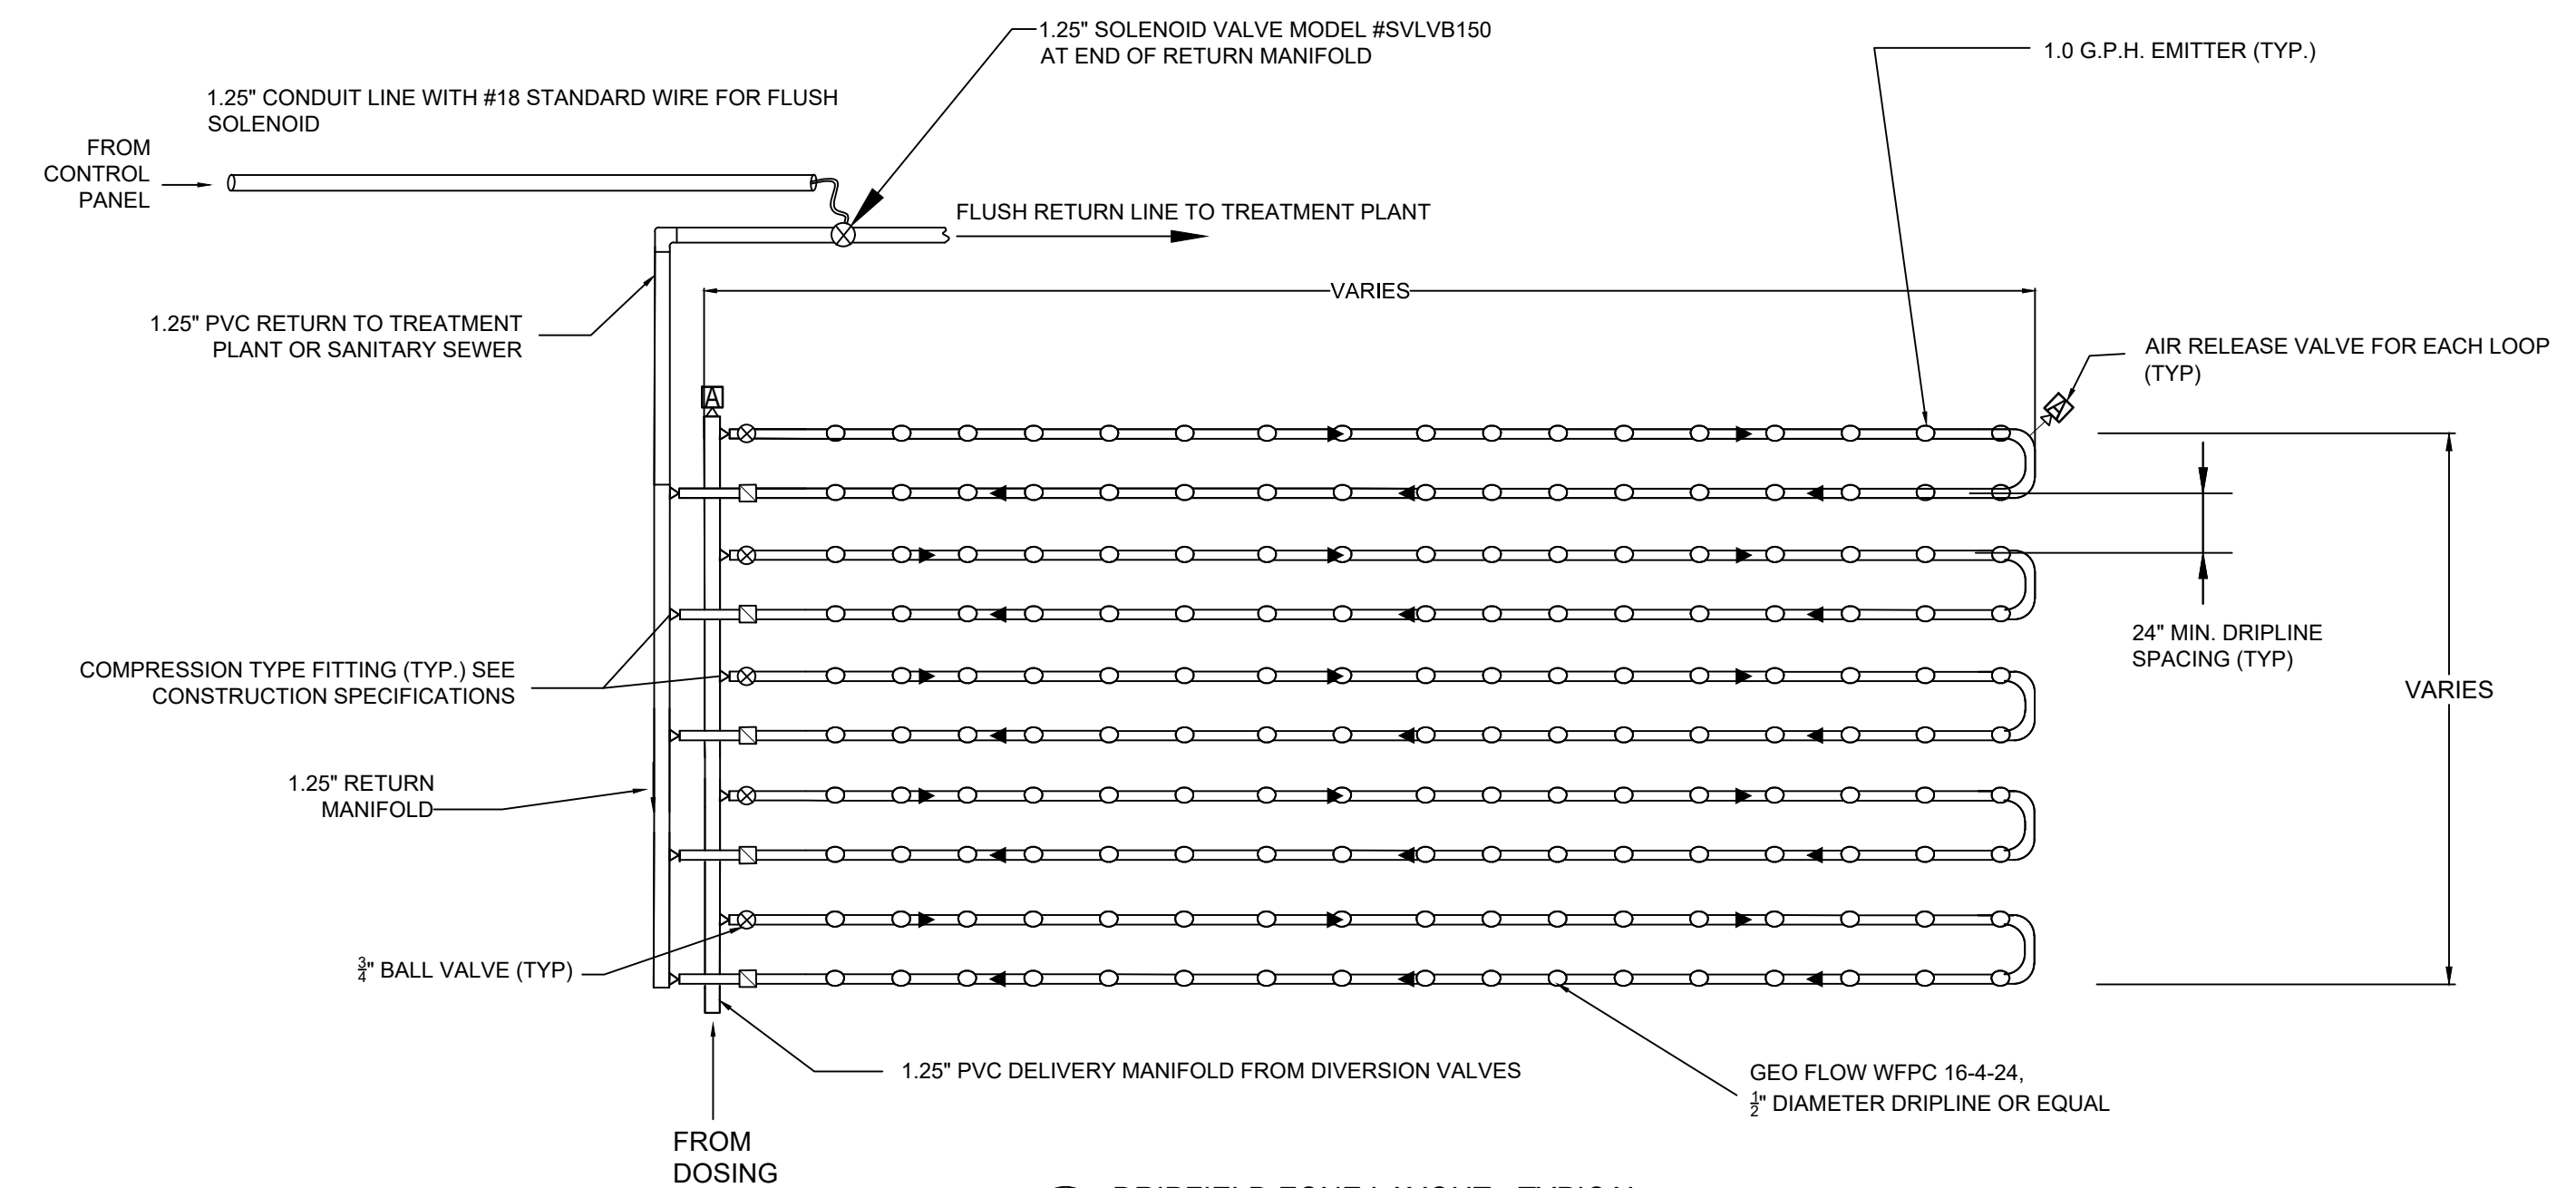 1.25" SOLENOID VALVE MODEL #SVLVB150
AT END OF RETURN MANIFOLD
1.0 G.P.H. EMITTER (TYP.)
1.25" CONDUIT LINE WITH #18 STANDARD WIRE FOR FLUSH
SOLENOID
FROM
CONTROL
PANEL
FLUSH RETURN LINE TO TREATMENT PLANT
VARIES
1.25" PVC RETURN TO TREATMENT
PLANT OR SANITARY SEWER
AIR RELEASE VALVE FOR EACH LOOP
(TYP)
A
A
24" MIN. DRIPLINE
SPACING (TYP)
VARIES
COMPRESSION TYPE FITTING (TYP.) SEE
CONSTRUCTION SPECIFICATIONS
1.25" RETURN
MANIFOLD
3/4" BALL VALVE (TYP)
1.25" PVC DELIVERY MANIFOLD FROM DIVERSION VALVES
GEO FLOW WFPC 16-4-24,
1/2" DIAMETER DRIPLINE OR EQUAL
FROM
DOSING